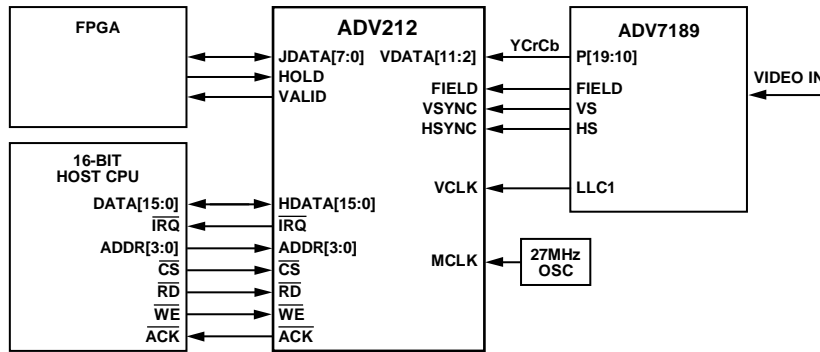 FPGA
ADV212
ADV7189
JDATA[7:0]
HOLD
VALID
VDATA[11:2]
FIELD
VSYNC
HSYNC
VCLK
MCLK
YCrCb
P[19:10]
FIELD
VS
HS
LLC1
VIDEO IN
27MHz
OSC
16-BIT
HOST CPU
DATA[15:0]
IRQ
ADDR[3:0]
CS
RD
WE
ACK
HDATA[15:0]
IRQ
ADDR[3:0]
CS
RD
WE
ACK